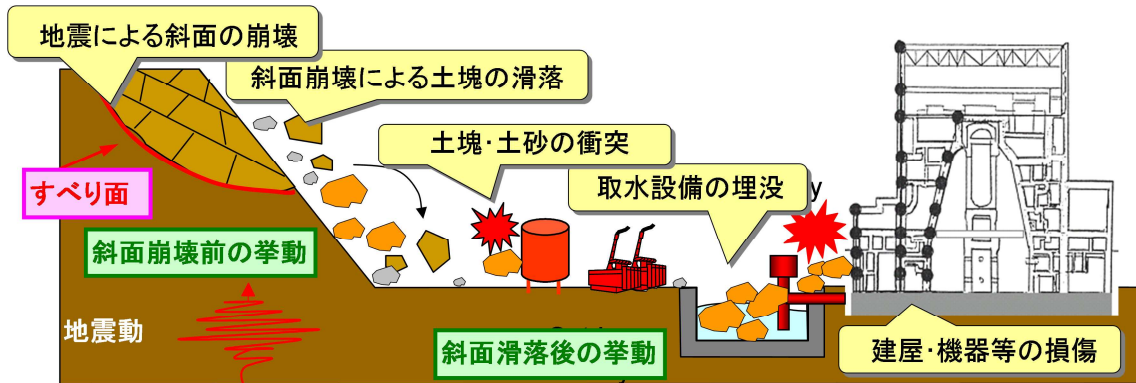 地震による斜面の崩壊
斜面崩壊による土塊の滑落
土塊・土砂の衝突
取水設備の埋没
y
すべり面
斜面崩壊前の挙動
地震動
斜面滑落後の挙動
建屋・機器等の損傷